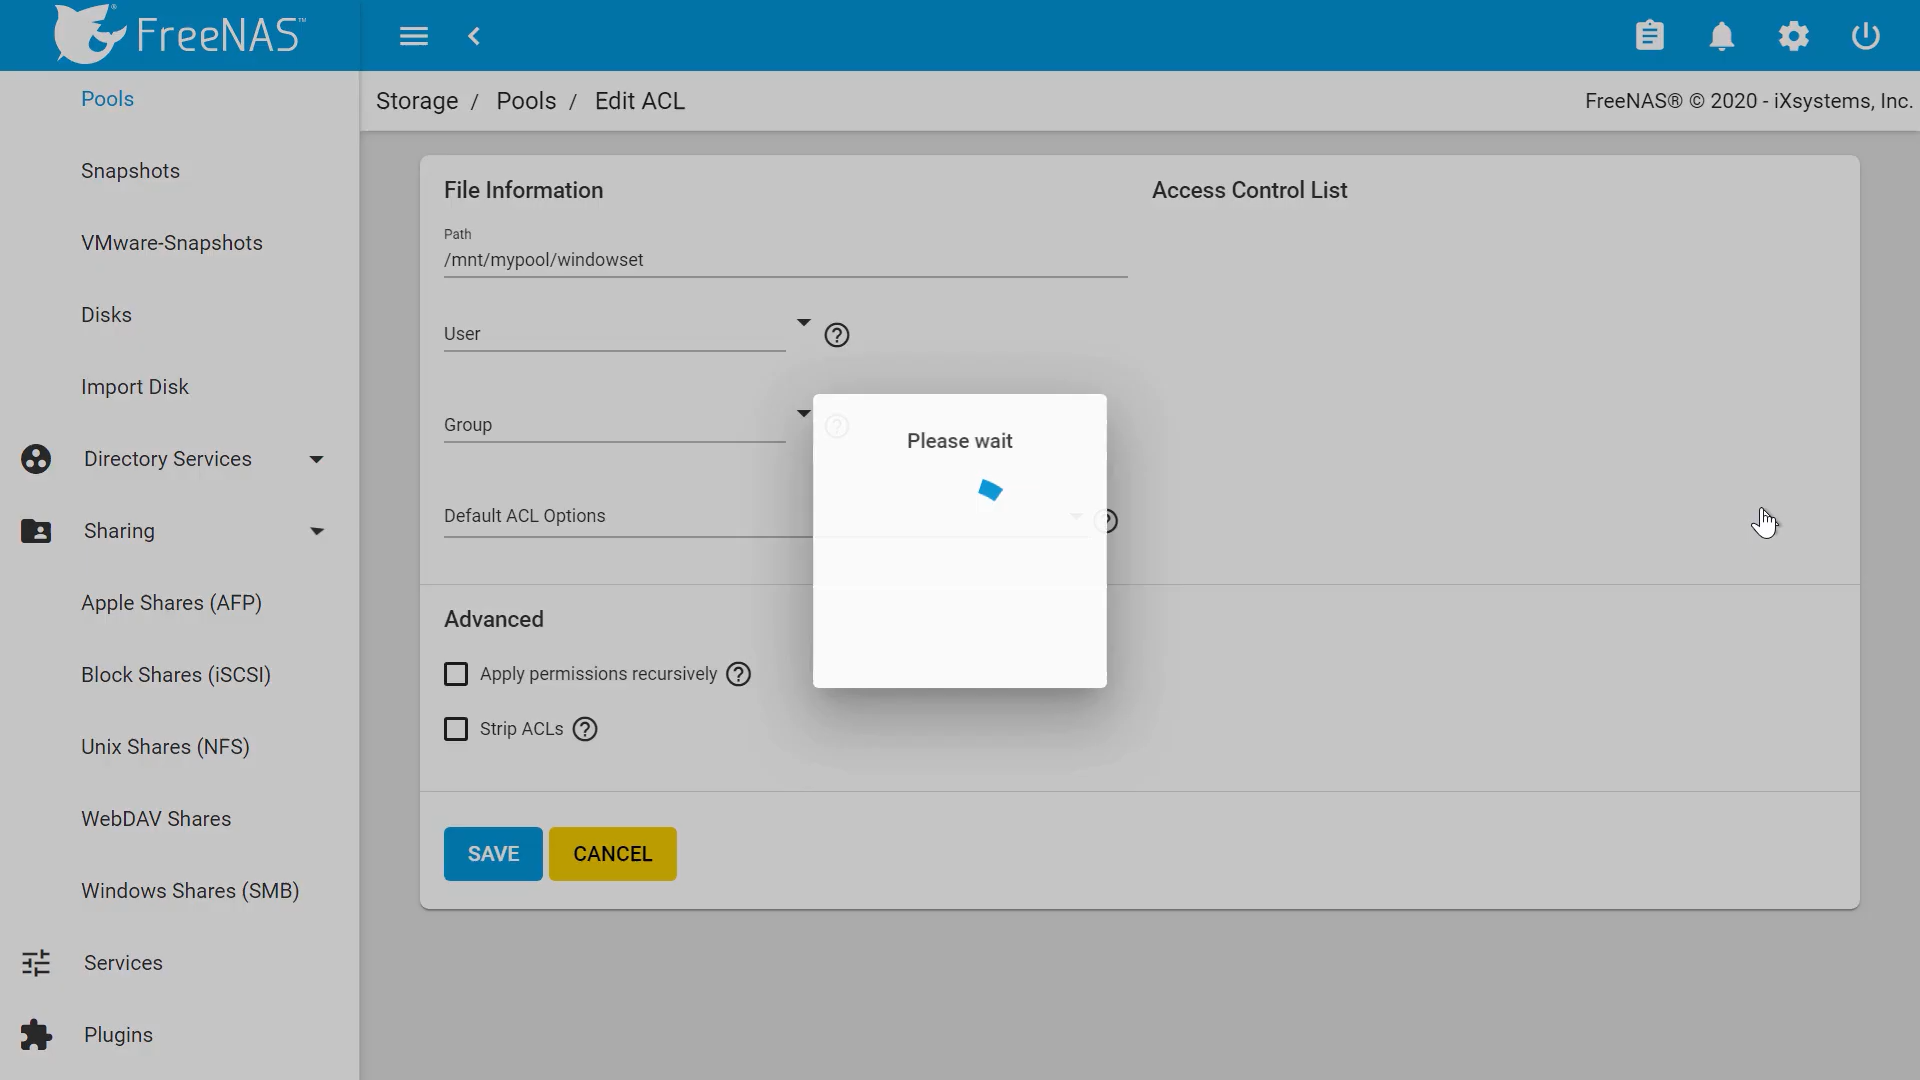 FreeNAS®™
Storage / Pools / Edit ACL
FreeNAS® © 2020 - iXsystems, Inc.
Pools
Snapshots
VMware-Snapshots
Disks
Import Disk
Directory Services
Sharing
Apple Shares (AFP)
Block Shares (iSCSI)
Unix Shares (NFS)
WebDAV Shares
Windows Shares (SMB)
Services
Plugins
File Information
Path
/mnt/mypool/windowset
User
Group
Default ACL Options
Access Control List
Please wait
Advanced
Apply permissions recursively
Strip ACLs
SAVE
CANCEL